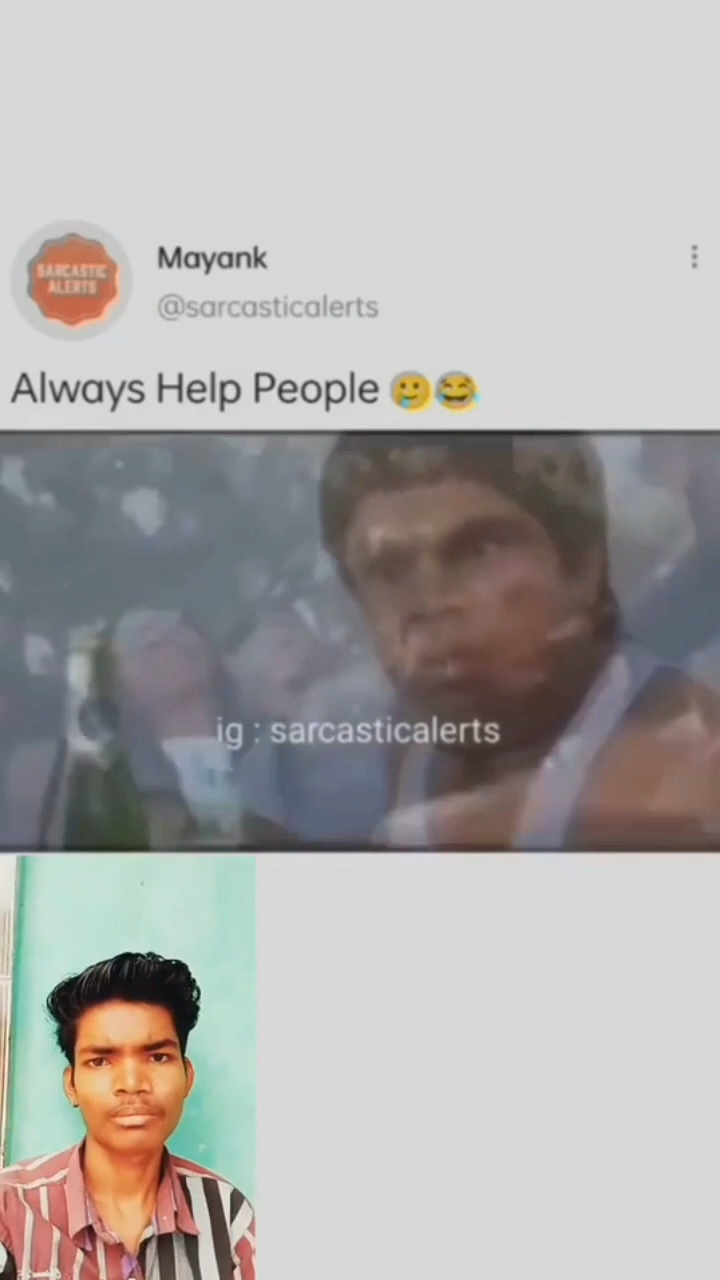 SARCASTIC
ALERTS
Mayank
@sarcasticalerts
Always Help People 🥲😂
ig : sarcasticalerts